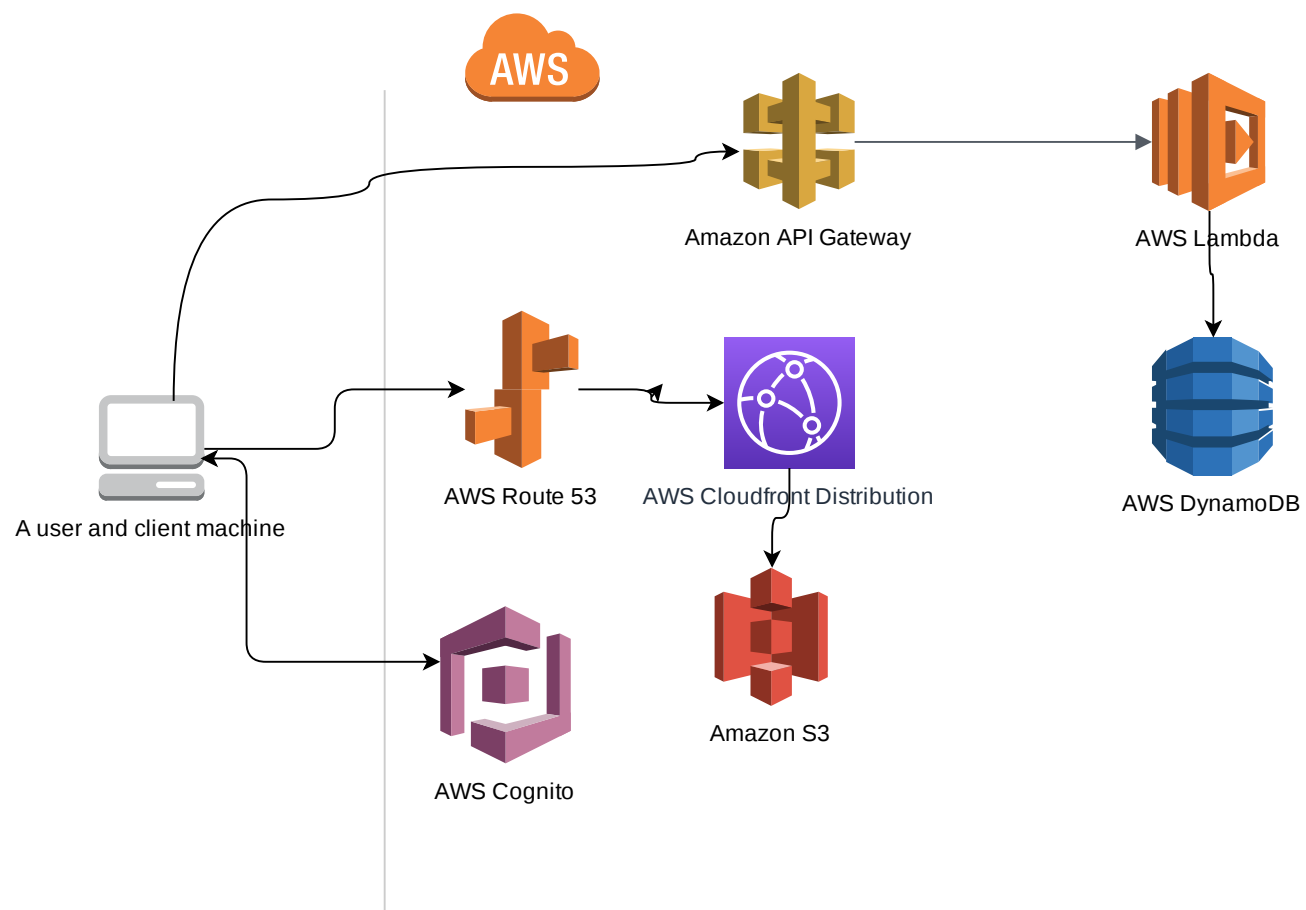 AWS
Amazon API Gateway
AWS Lambda
AWS Route 53
AWS Cloudfront Distribution
AWS DynamoDB
A user and client machine
Amazon S3
AWS Cognito